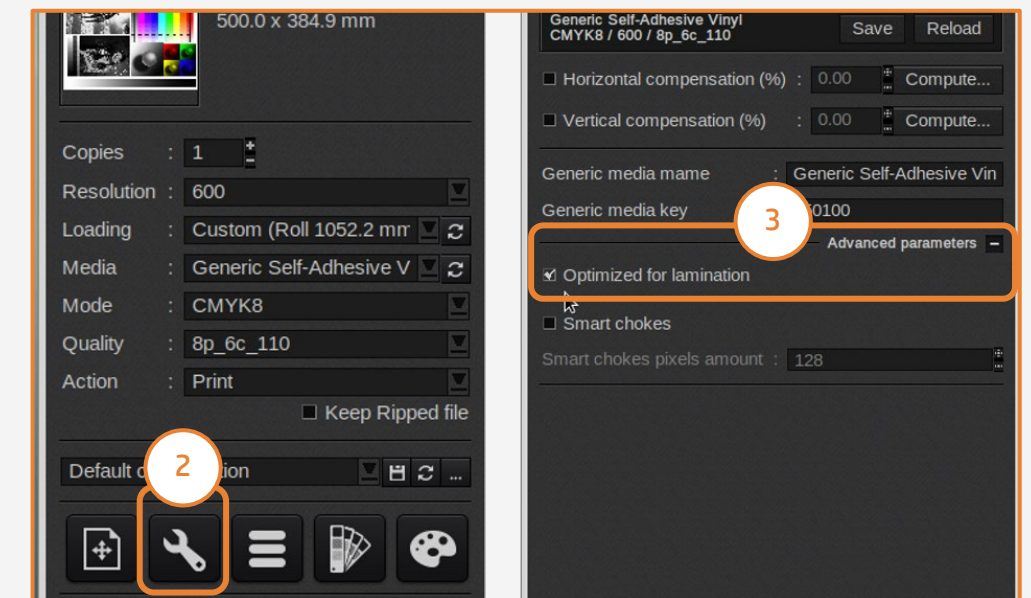 500.0 x 384.9 mm
Copies : 1
Resolution : 600
Loading : Custom (Roll 1052.2 mm
Media : Generic Self-Adhesive V
Mode : CMYK8
Quality : 8p_6c_110
Action : Print
Keep Ripped file
Default
...
2
Generic Self-Adhesive Vinyl
CMYK8 / 600 / 8p_6c_110
Save Reload
Horizontal compensation (%) : 0.00 Compute...
Vertical compensation (%) : 0.00 Compute...
Generic media mame : Generic Self-Adhesive Vin
Generic media key 0100
3
Advanced parameters
Optimized for lamination
Smart chokes
Smart chokes pixels amount : 128